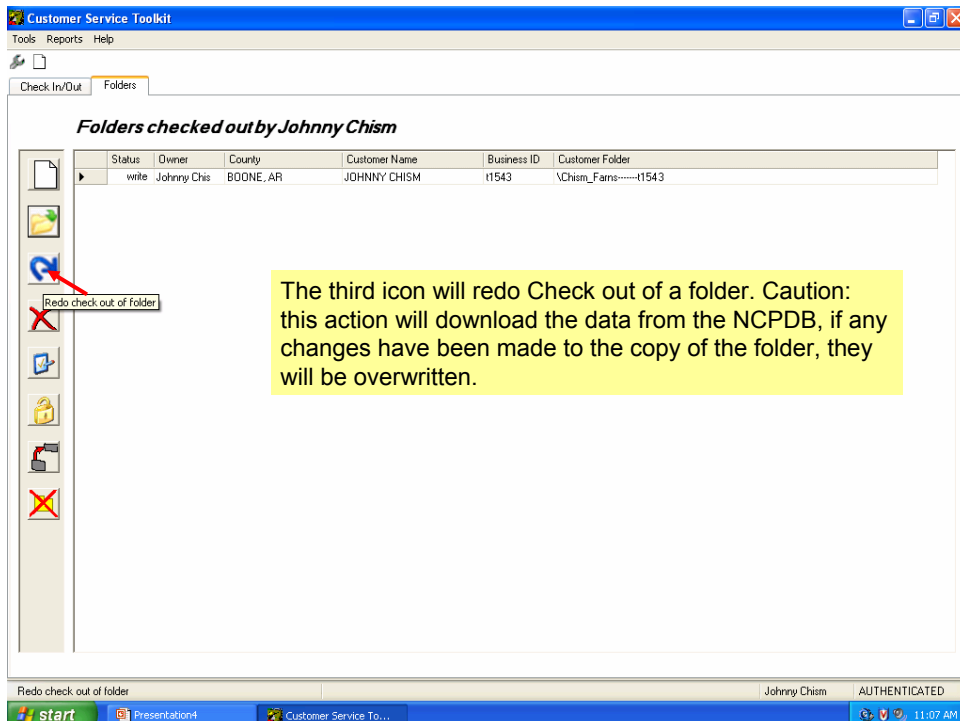 Customer Service Toolkit
Tools Reports Help
Check In/Out Folders
Folders checked out by Johnny Chism
Status Owner County Customer Name Business ID Customer Folder
write Johnny Chis BOONE, AR JOHNNY CHISM t1543 \Chism_Farns-------t1543
Redo check out of folder
The third icon will redo Check out of a folder. Caution:
this action will download the data from the NCPDB, if any
changes have been made to the copy of the folder, they
will be overwritten.
Redo check out of folder Johnny Chism AUTHENTICATED
start Presentation4 Customer Service To... 11:07 AM